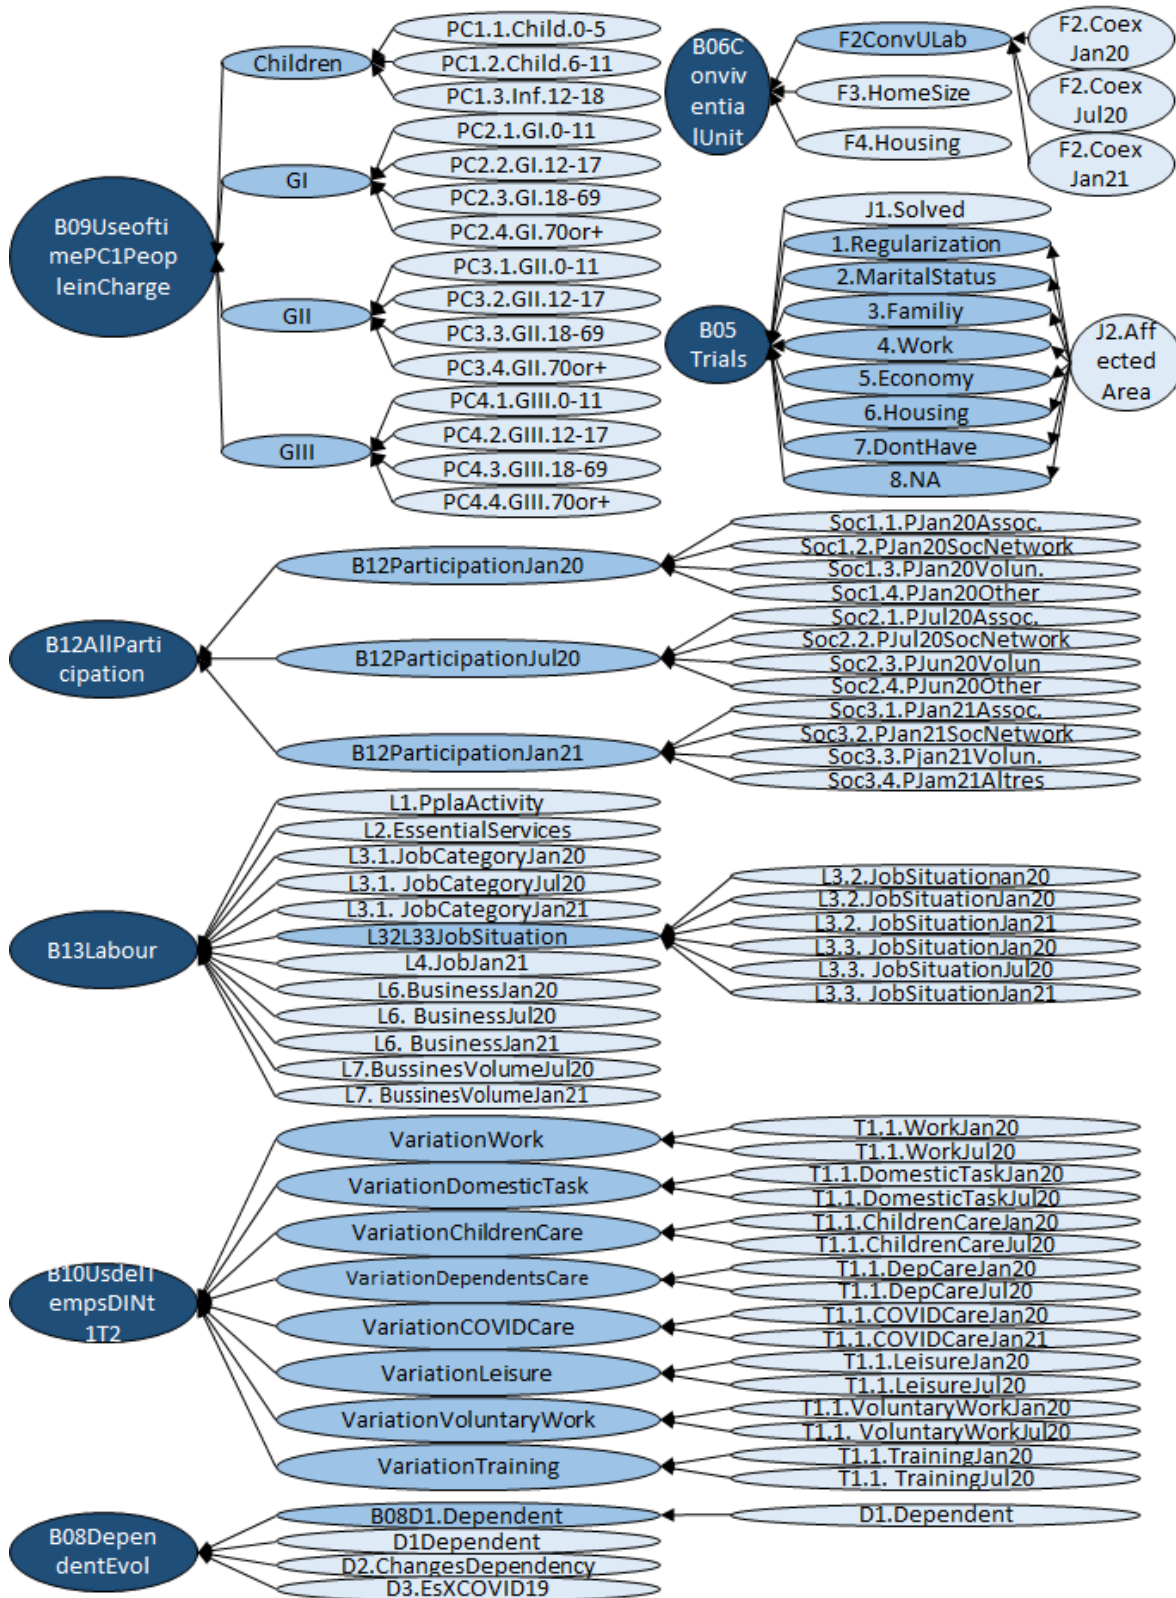 B09Useofti
mePC1Peop
leinCharge
Children
GI
GII
GIII
PC1.1.Child.0-5
PC1.2.Child.6-11
PC1.3.Inf.12-18
PC2.1.GI.0-11
PC2.2.GI.12-17
PC2.3.GI.18-69
PC2.4.GI.70or+
PC3.1.GII.0-11
PC3.2.GII.12-17
PC3.3.GII.18-69
PC3.4.GII.70or+
PC4.1.GIII.0-11
PC4.2.GIII.12-17
PC4.3.GIII.18-69
PC4.4.GIII.70or+
B06C
onviv
entia
lUnit
F2ConvULab
F3.HomeSize
F4.Housing
F2.Coex
Jan20
F2.Coex
Jul20
F2.Coex
Jan21
B05
Trials
J1.Solved
1.Regularization
2.MaritalStatus
3.Familiy
4.Work
5.Economy
6.Housing
7.DontHave
8.NA
J2.Aff
ected
Area
B12AllParti
cipation
B12ParticipationJan20
B12ParticipationJul20
B12ParticipationJan21
Soc1.1.PJan20Assoc.
Soc1.2.PJan20SocNetwork
Soc1.3.PJan20Volun.
Soc1.4.PJan20Other
Soc2.1.PJul20Assoc.
Soc2.2.PJul20SocNetwork
Soc2.3.PJun20Volun
Soc2.4.PJun20Other
Soc3.1.PJan21Assoc.
Soc3.2.PJan21SocNetwork
Soc3.3.Pjan21Volun.
Soc3.4.PJam21Altres
B13Labour
L1.PplaActivity
L2.EssentialServices
L3.1.JobCategoryJan20
L3.1. JobCategoryJul20
L3.1. JobCategoryJan21
L32L33JobSituation
L4.JobJan21
L6.BusinessJan20
L6. BusinessJul20
L6. BusinessJan21
L7.BussinesVolumeJul20
L7. BussinesVolumeJan21
L3.2.JobSituationan20
L3.2.JobSituationJan20
L3.2. JobSituationJan21
L3.3. JobSituationJan20
L3.3. JobSituationJul20
L3.3. JobSituationJan21
B10UsdelT
empsDINt
1T2
VariationWork
VariationDomesticTask
VariationChildrenCare
VariationDependentsCare
VariationCOVIDCare
VariationLeisure
VariationVoluntaryWork
VariationTraining
T1.1.WorkJan20
T1.1.WorkJul20
T1.1.DomesticTaskJan20
T1.1.DomesticTaskJul20
T1.1.ChildrenCareJan20
T1.1.ChildrenCareJul20
T1.1.DepCareJan20
T1.1.DepCareJul20
T1.1.COVIDCareJan20
T1.1.COVIDCareJan21
T1.1.LeisureJan20
T1.1.LeisureJul20
T1.1.VoluntaryWorkJan20
T1.1. VoluntaryWorkJul20
T1.1.TrainingJan20
T1.1. TrainingJul20
B08Depen
dentEvol
B08D1.Dependent
D1Dependent
D2.ChangesDependency
D3.EsXCOVID19
D1.Dependent